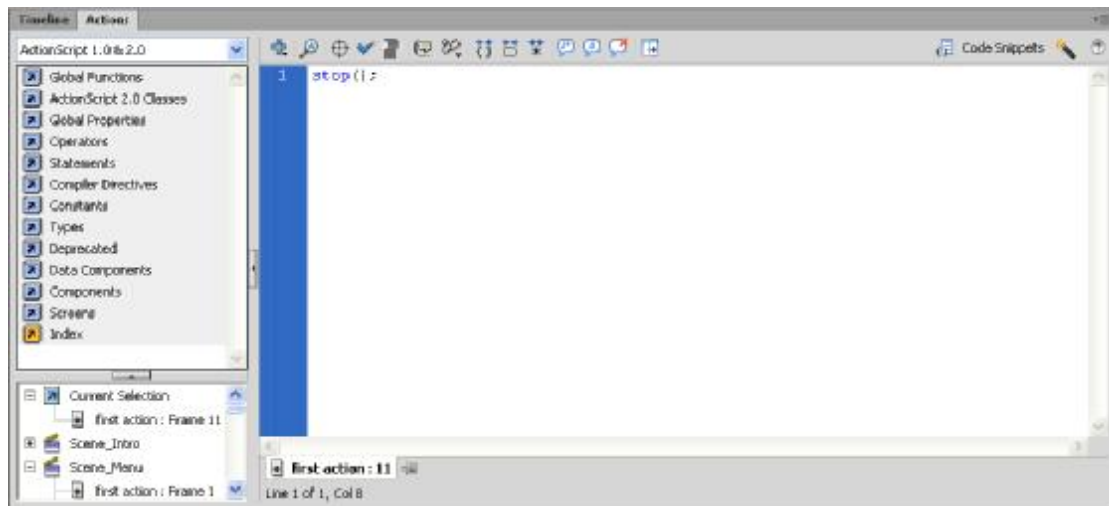 Timeline Actions
ActionScript 1.0 & 2.0
Code Snippets
Global Functions
ActionScript 2.0 Classes
Global Properties
Operators
Statements
Compiler Directives
Constants
Types
Deprecated
Data Components
Components
Screens
Index
1 stop();
Current Selection
first action : Frame 11
Scene_Intro
Scene_Menu
first action : Frame 1
first action : 11
Line 1 of 1, Col 8